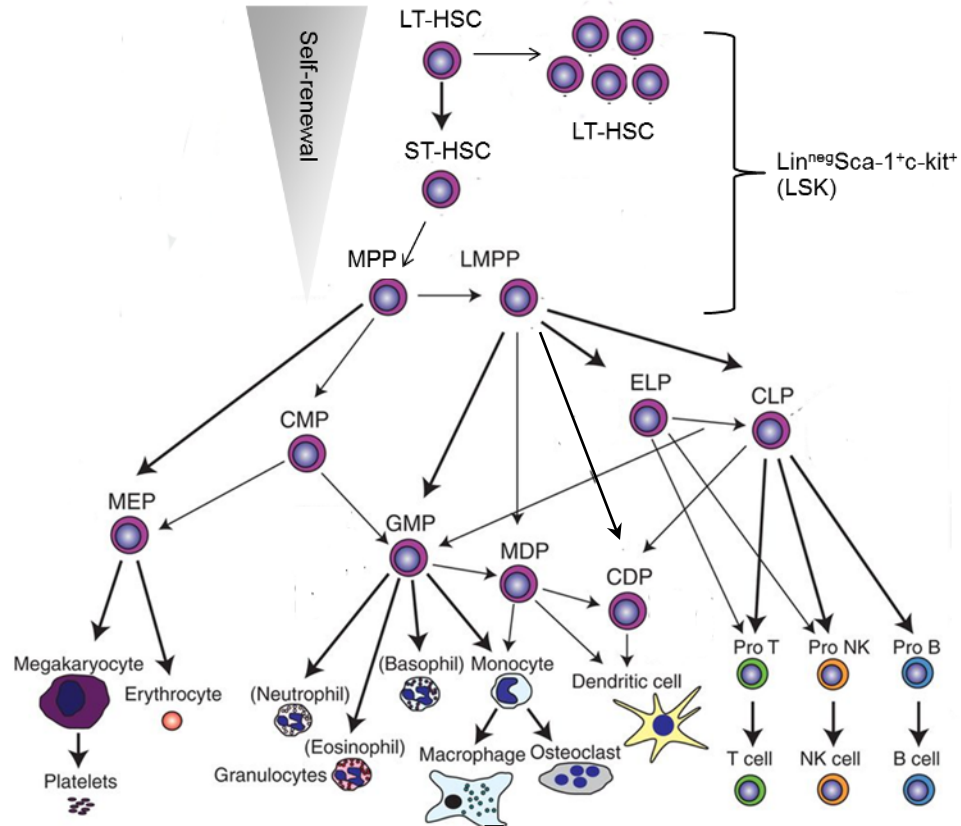 LT-HSC
Self-renewal
LT-HSC
ST-HSC
Lin^negSca-1⁺c-kit⁺
(LSK)
MPP
LMPP
ELP
CLP
CMP
MEP
GMP
MDP
CDP
Megakaryocyte
Erythrocyte
(Neutrophil)
(Basophil)
Monocyte
Dendritic cell
Pro T
Pro NK
Pro B
(Eosinophil)
Granulocytes
Macrophage
Osteoclast
Platelets
T cell
NK cell
B cell